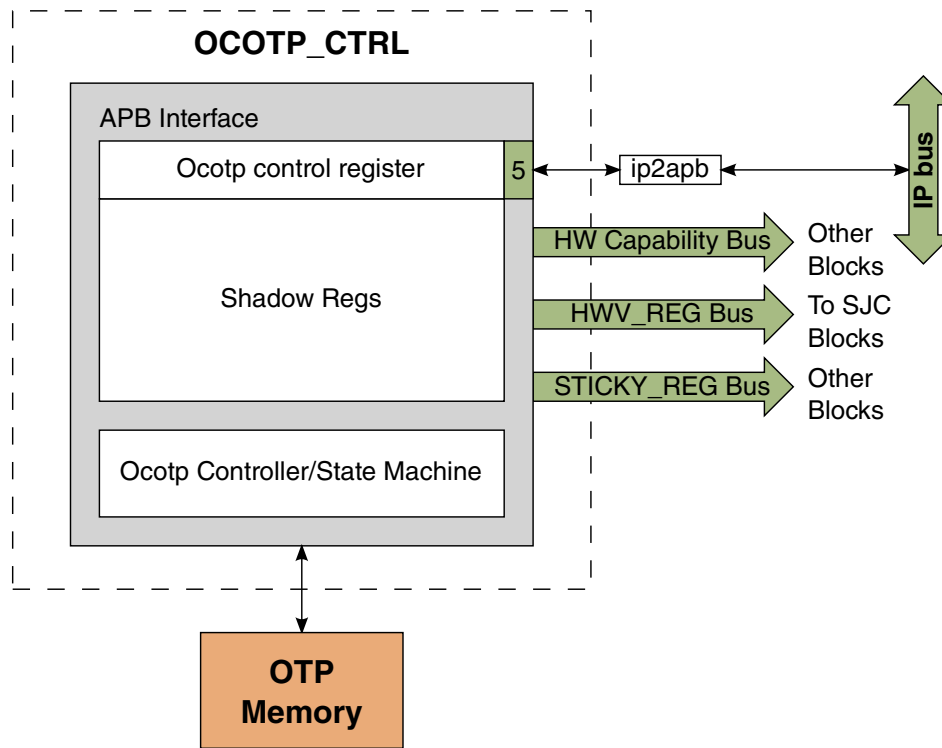 OCOTP_CTRL
APB Interface
Ocotp control register
5
ip2apb
IP bus
Shadow Regs
HW Capability Bus
Other
Blocks
HWV_REG Bus
To SJC
Blocks
STICKY_REG Bus
Other
Blocks
Ocotp Controller/State Machine
OTP
Memory